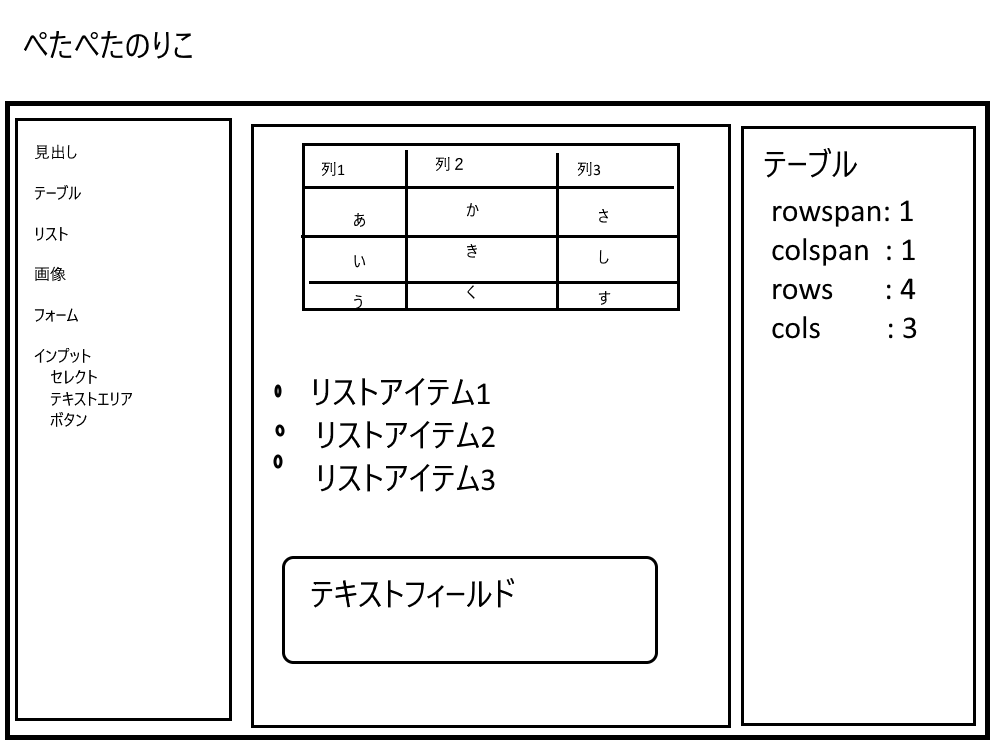 ぺたぺたのりこ
見出し
テーブル
リスト
画像
フォーム
インプット
セレクト
テキストエリア
ボタン
列1 列２ 列3
あ か さ
い き し
う く す
リストアイテム1
リストアイテム2
リストアイテム3
テキストフィールド
テーブル
rowspan: 1
colspan : 1
rows : 4
cols : 3